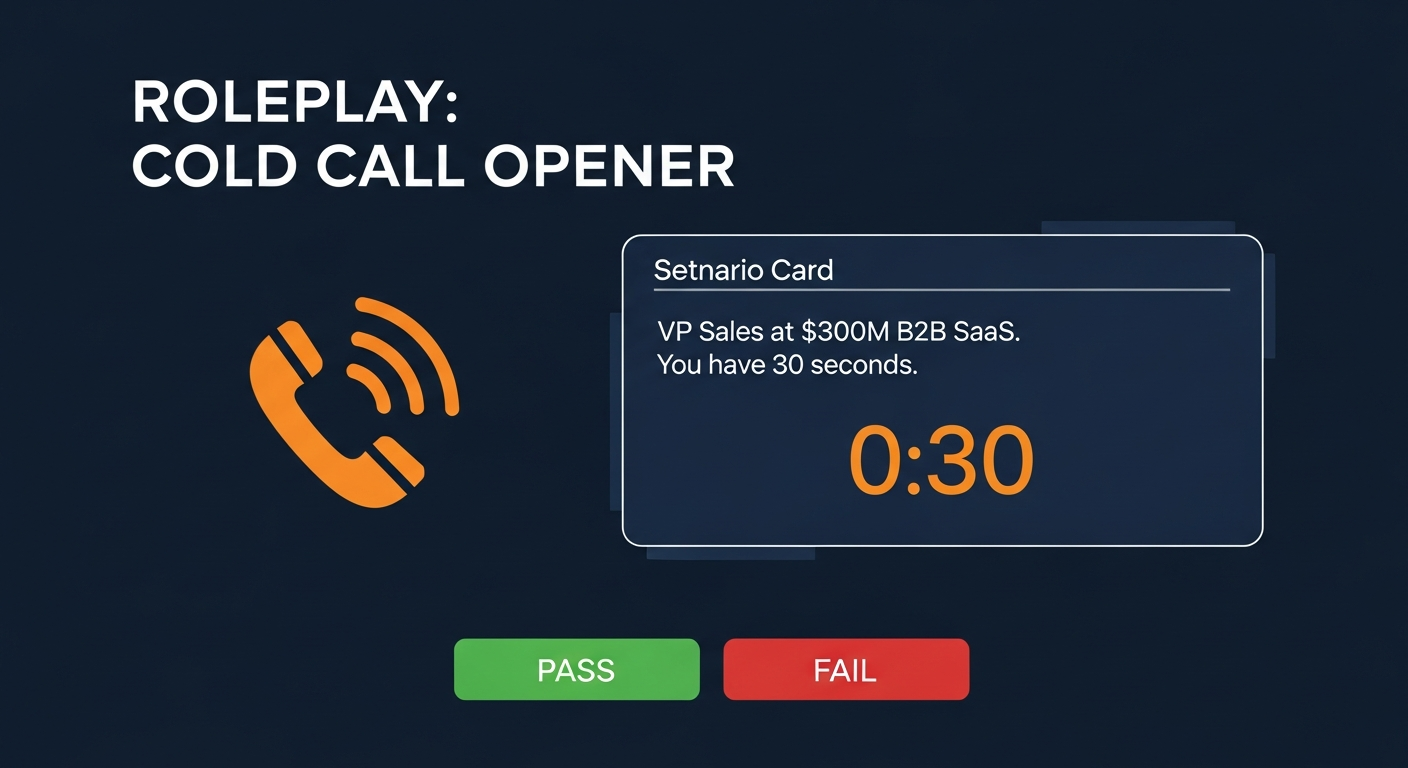 ROLEPLAY:
COLD CALL OPENER
Setnario Card
VP Sales at $300M B2B SaaS.
You have 30 seconds.
0:30
PASS
FAIL